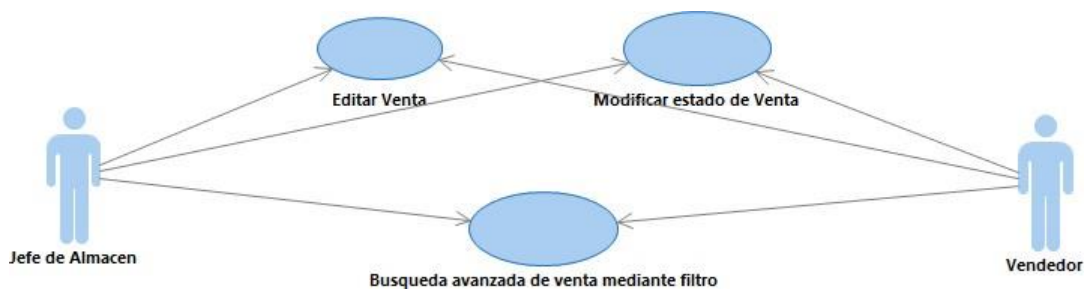 Editar Venta
Modificar estado de Venta
Jefe de Almacen
Vendedor
Busqueda avanzada de venta mediante filtro